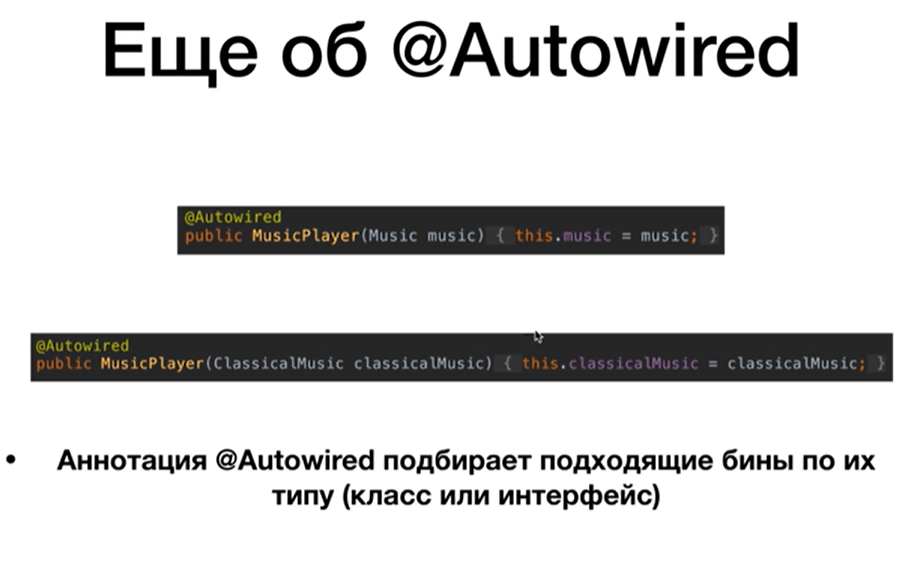 Еще об @Autowired
@Autowired
public MusicPlayer(Music music) { this.music = music; }
@Autowired
public MusicPlayer(ClassicalMusic classicalMusic) { this.classicalMusic = classicalMusic; }
• Аннотация @Autowired подбирает подходящие бины по их
типу (класс или интерфейс)